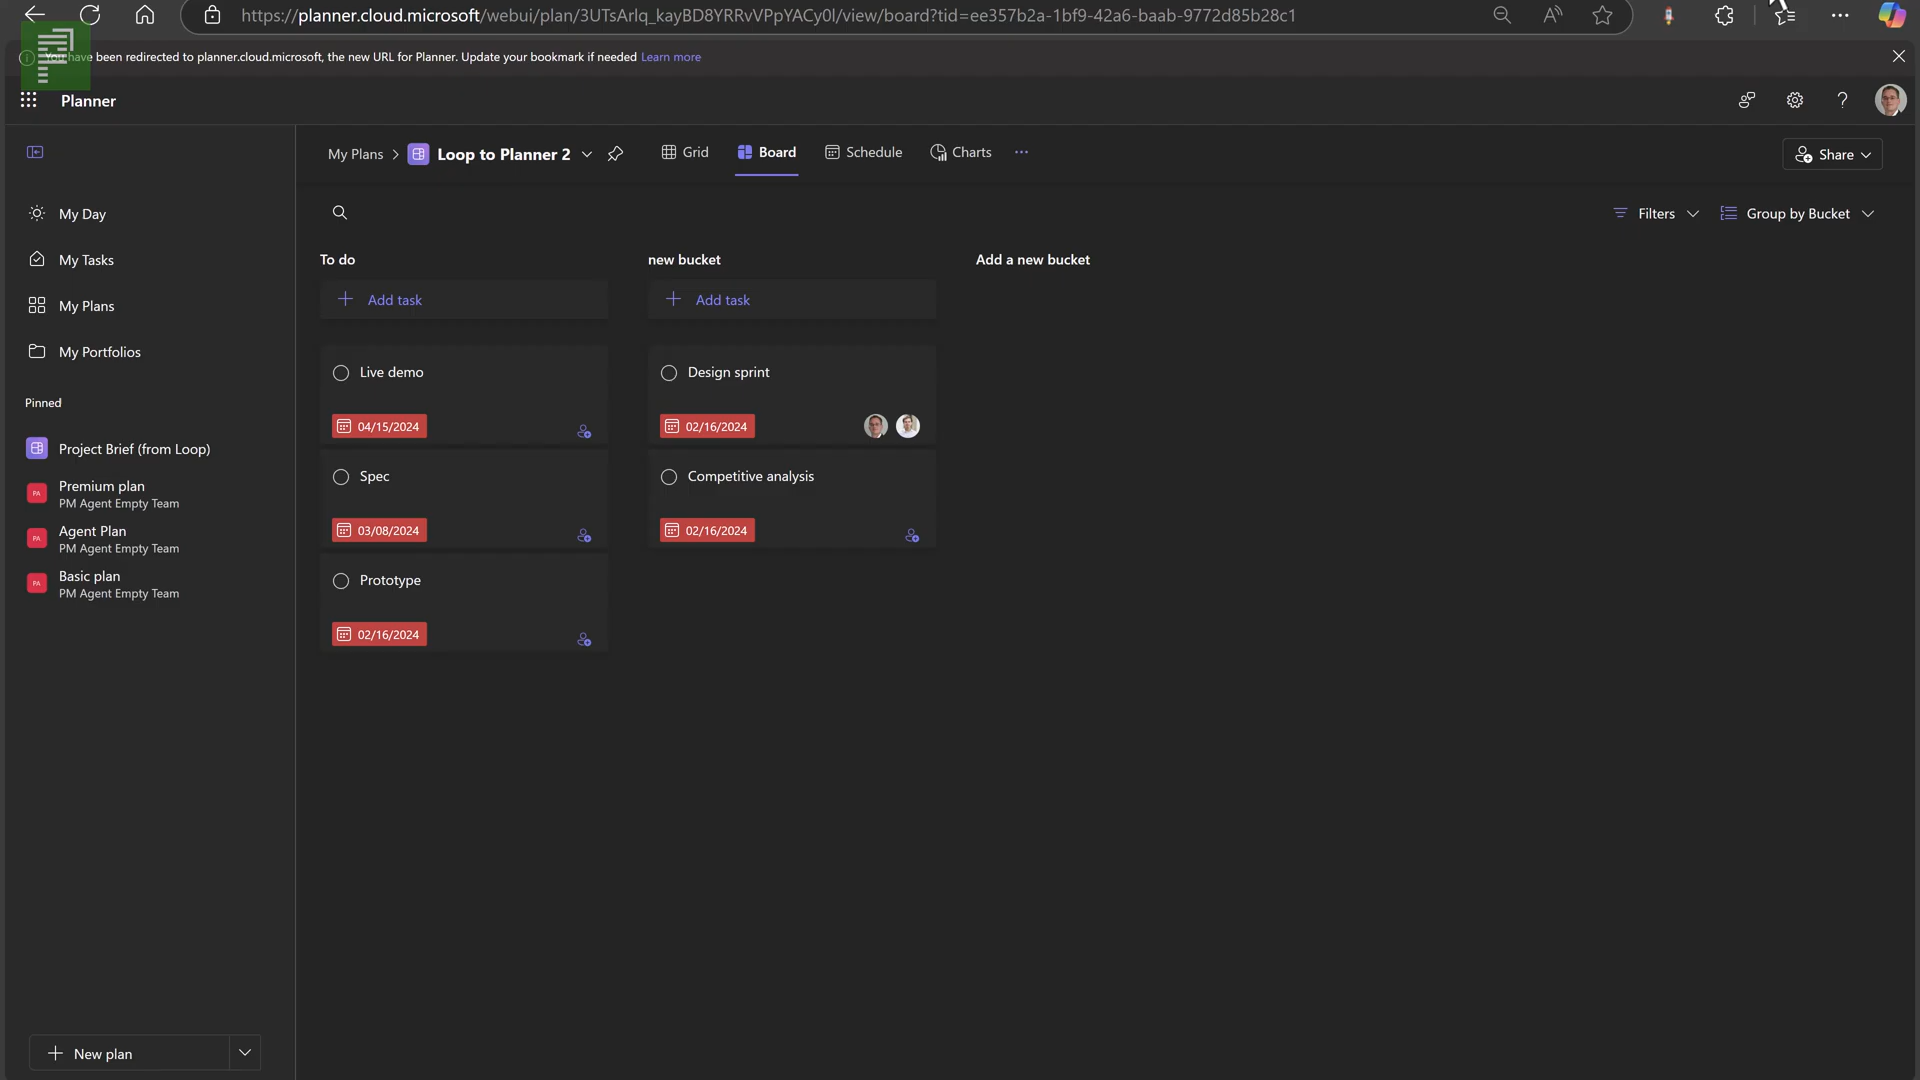 https://planner.cloud.microsoft/webui/plan/3UTsArlq_kayBD8YRRvVPpYACy0l/view/board?tid=ee357b2a-1bf9-42a6-baab-9772d85b28c1
have been redirected to planner.cloud.microsoft, the new URL for Planner. Update your bookmark if needed Learn more
Planner
My Plans > Loop to Planner 2
Grid
Board
Schedule
Charts
Share
My Day
My Tasks
My Plans
My Portfolios
Pinned
Project Brief (from Loop)
PA Premium plan
PM Agent Empty Team
PA Agent Plan
PM Agent Empty Team
PA Basic plan
PM Agent Empty Team
New plan
Filters
Group by Bucket
To do
Add task
Live demo
04/15/2024
Spec
03/08/2024
Prototype
02/16/2024
new bucket
Add task
Design sprint
02/16/2024
Competitive analysis
02/16/2024
Add a new bucket